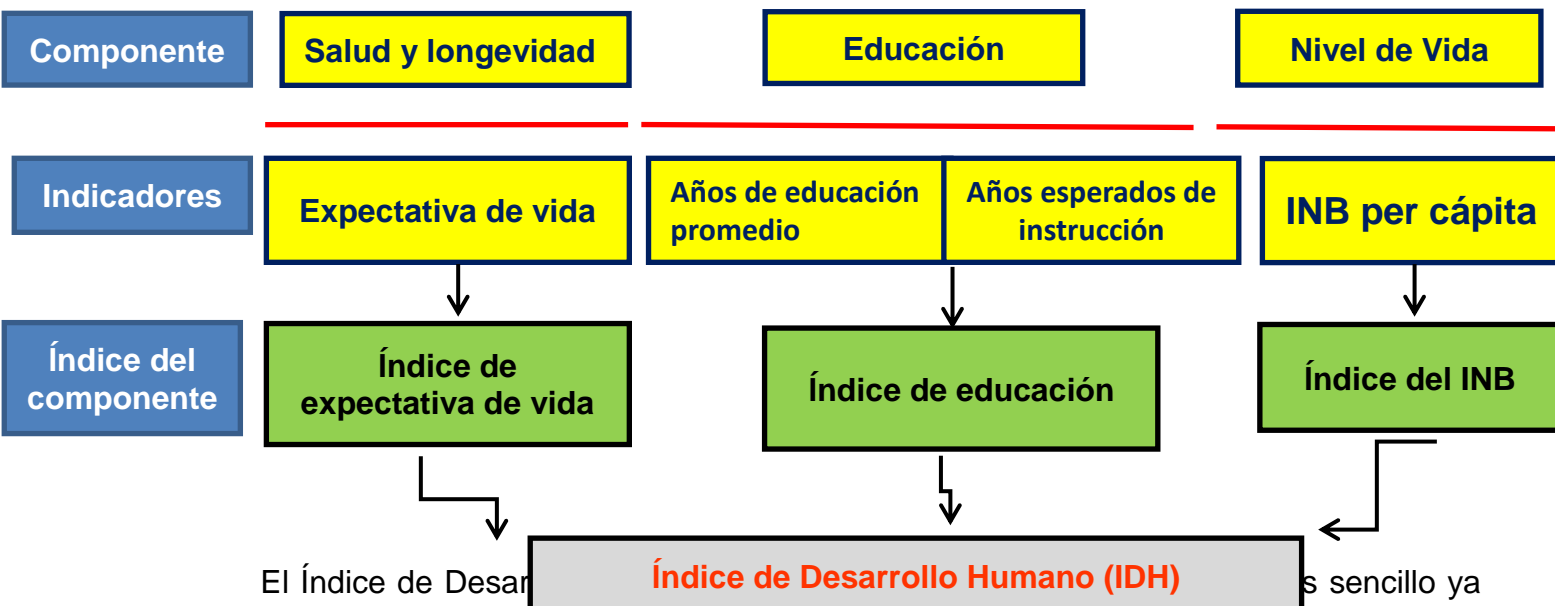 Componente
Salud y longevidad
Educación
Nivel de Vida
Indicadores
Expectativa de vida
Años de educación
promedio
Años esperados de
instrucción
INB per cápita
Índice del
componente
Índice de
expectativa de vida
Índice de educación
Índice del INB
Índice de Desarrollo Humano (IDH)
El Índice de sencillo ya